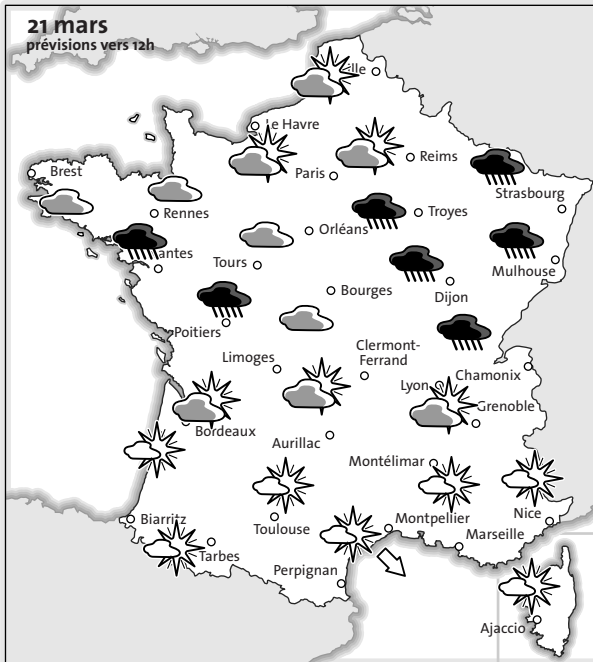 21 mars
prévisions vers 12h
Le Havre
Reims
Paris
Brest
Strasbourg
Rennes
Troyes
Orléans
Tours
Mulhouse
Bourges
Dijon
Poitiers
Clermont-
Ferrand
Limoges
Chamonix
Lyon
Grenoble
Bordeaux
Aurillac
Montélimar
Nice
Biarritz
Toulouse
Montpellier
Marseille
Tarbes
Perpignan
Ajaccio